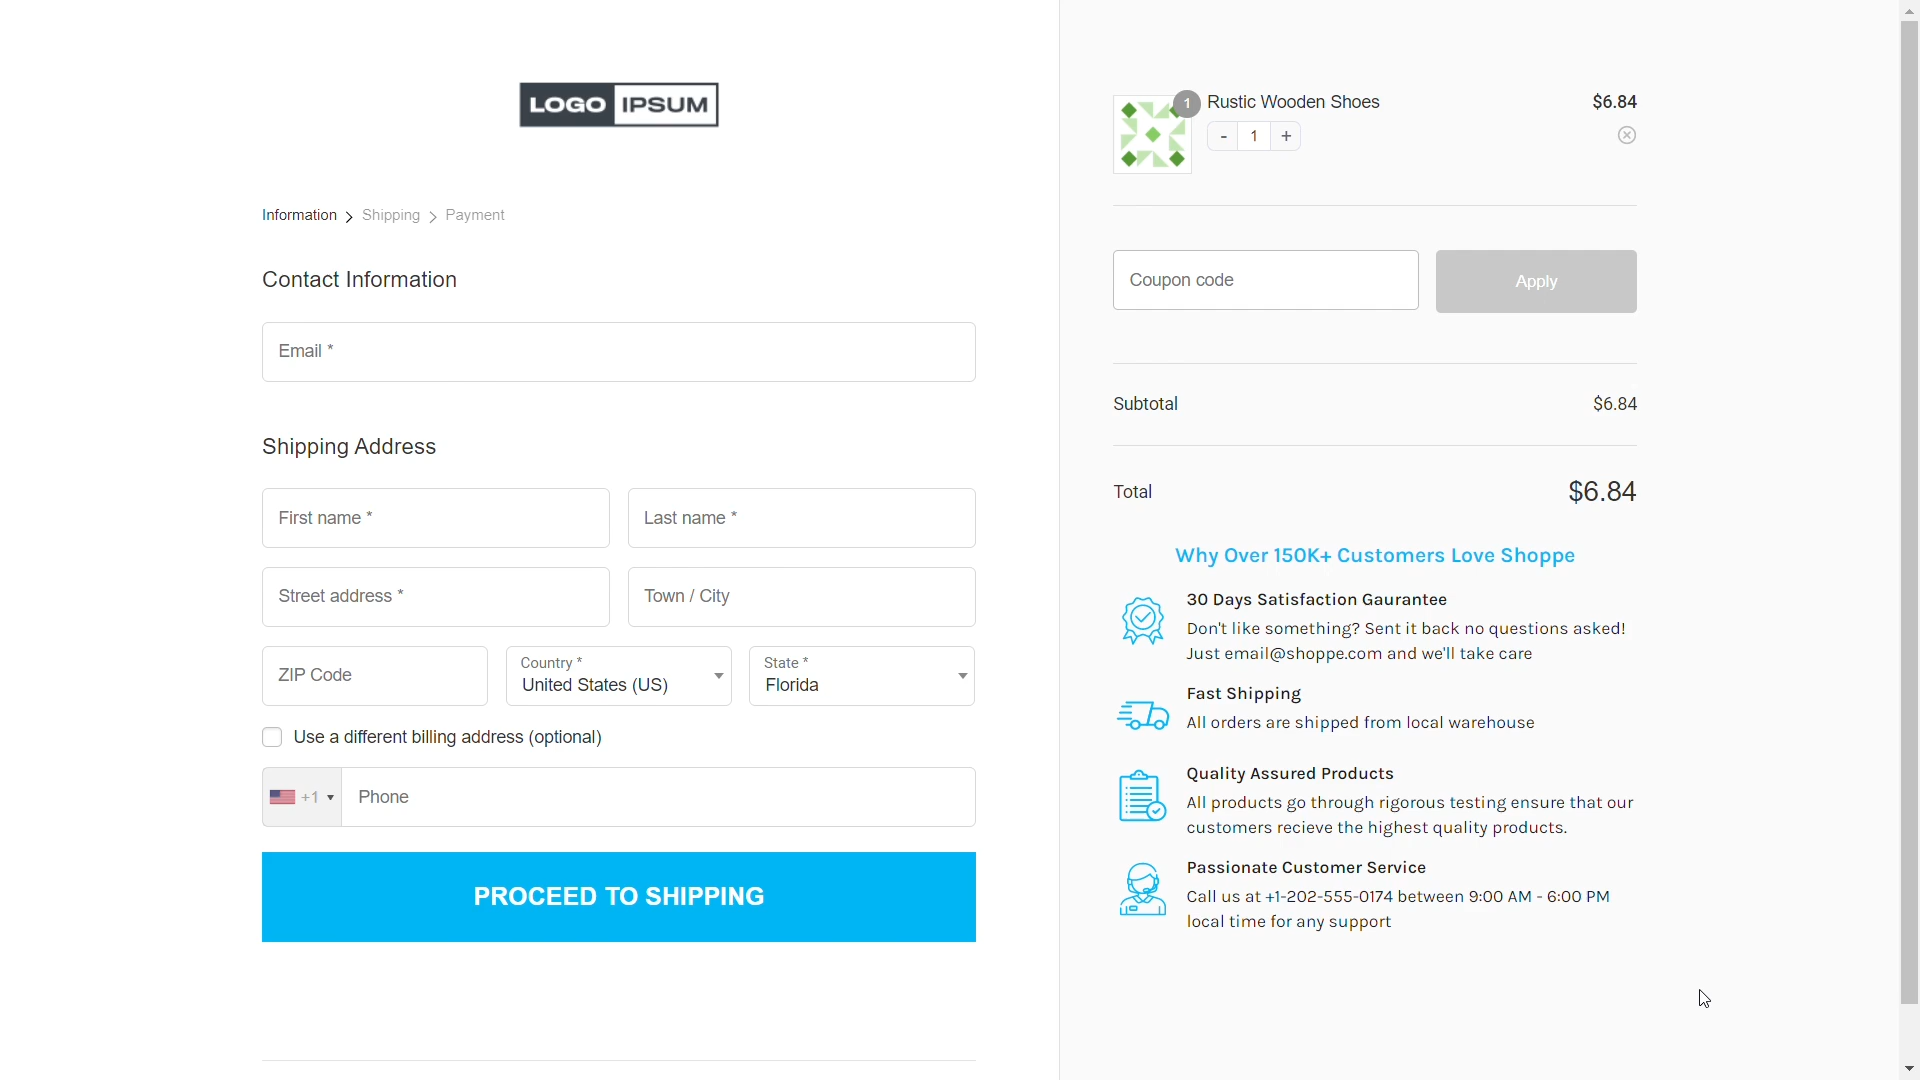 LOGO IPSUM
Information > Shipping > Payment
Contact Information
Email *
Shipping Address
First name *
Last name *
Street address *
Town / City
ZIP Code
Country *
United States (US)
State *
Florida
Use a different billing address (optional)
+1
Phone
PROCEED TO SHIPPING
1
Rustic Wooden Shoes
$6.84
- 1 +
Coupon code
Apply
Subtotal
$6.84
Total
$6.84
Why Over 150K+ Customers Love Shoppe
30 Days Satisfaction Gaurantee
Don't like something? Sent it back no questions asked!
Just email@shoppe.com and we'll take care
Fast Shipping
All orders are shipped from local warehouse
Quality Assured Products
All products go through rigorous testing ensure that our
customers recieve the highest quality products.
Passionate Customer Service
Call us at +1-202-555-0174 between 9:00 AM - 6:00 PM
local time for any support